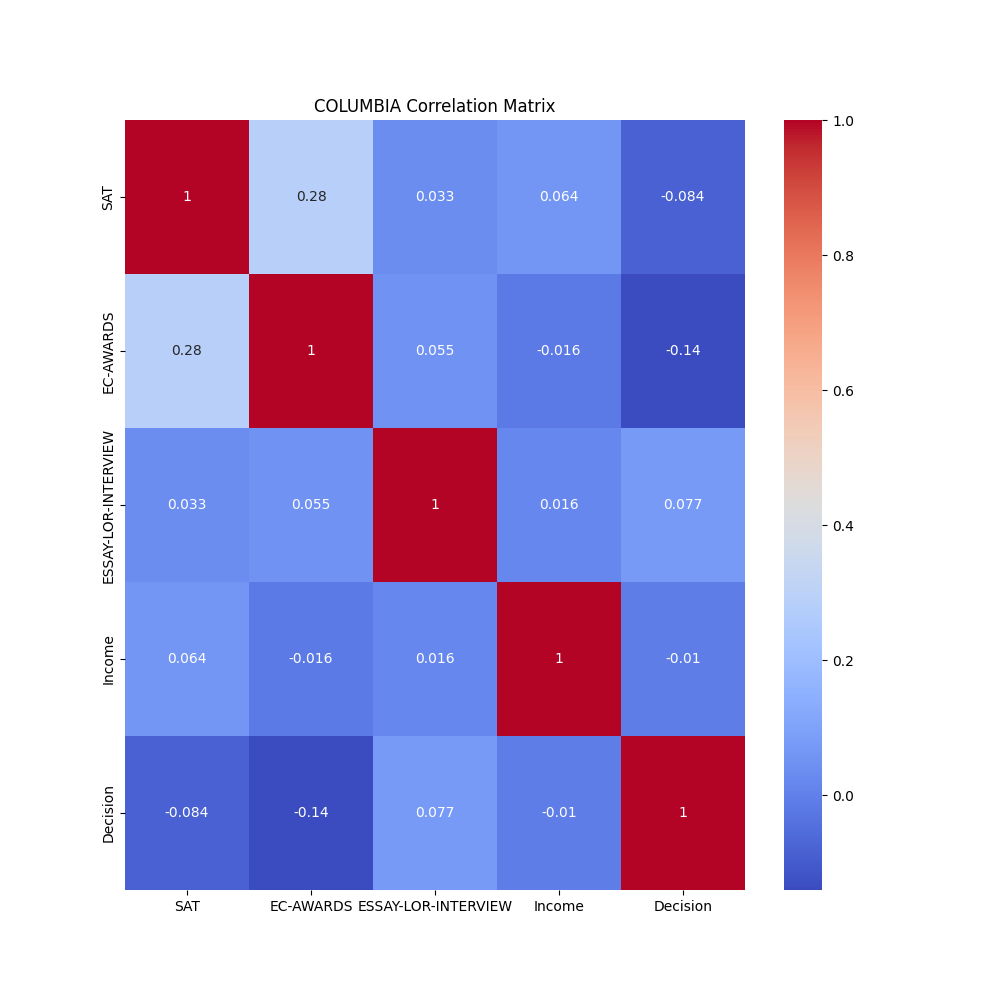 COLUMBIA Correlation Matrix
SAT 1 0.28 0.033 0.064 -0.084
EC-AWARDS 0.28 1 0.055 -0.016 -0.14
ESSAY-LOR-INTERVIEW 0.033 0.055 1 0.016 0.077
Income 0.064 -0.016 0.016 1 -0.01
Decision -0.084 -0.14 0.077 -0.01 1
SAT EC-AWARDS ESSAY-LOR-INTERVIEW Income Decision
1.0
0.8
0.6
0.4
0.2
0.0